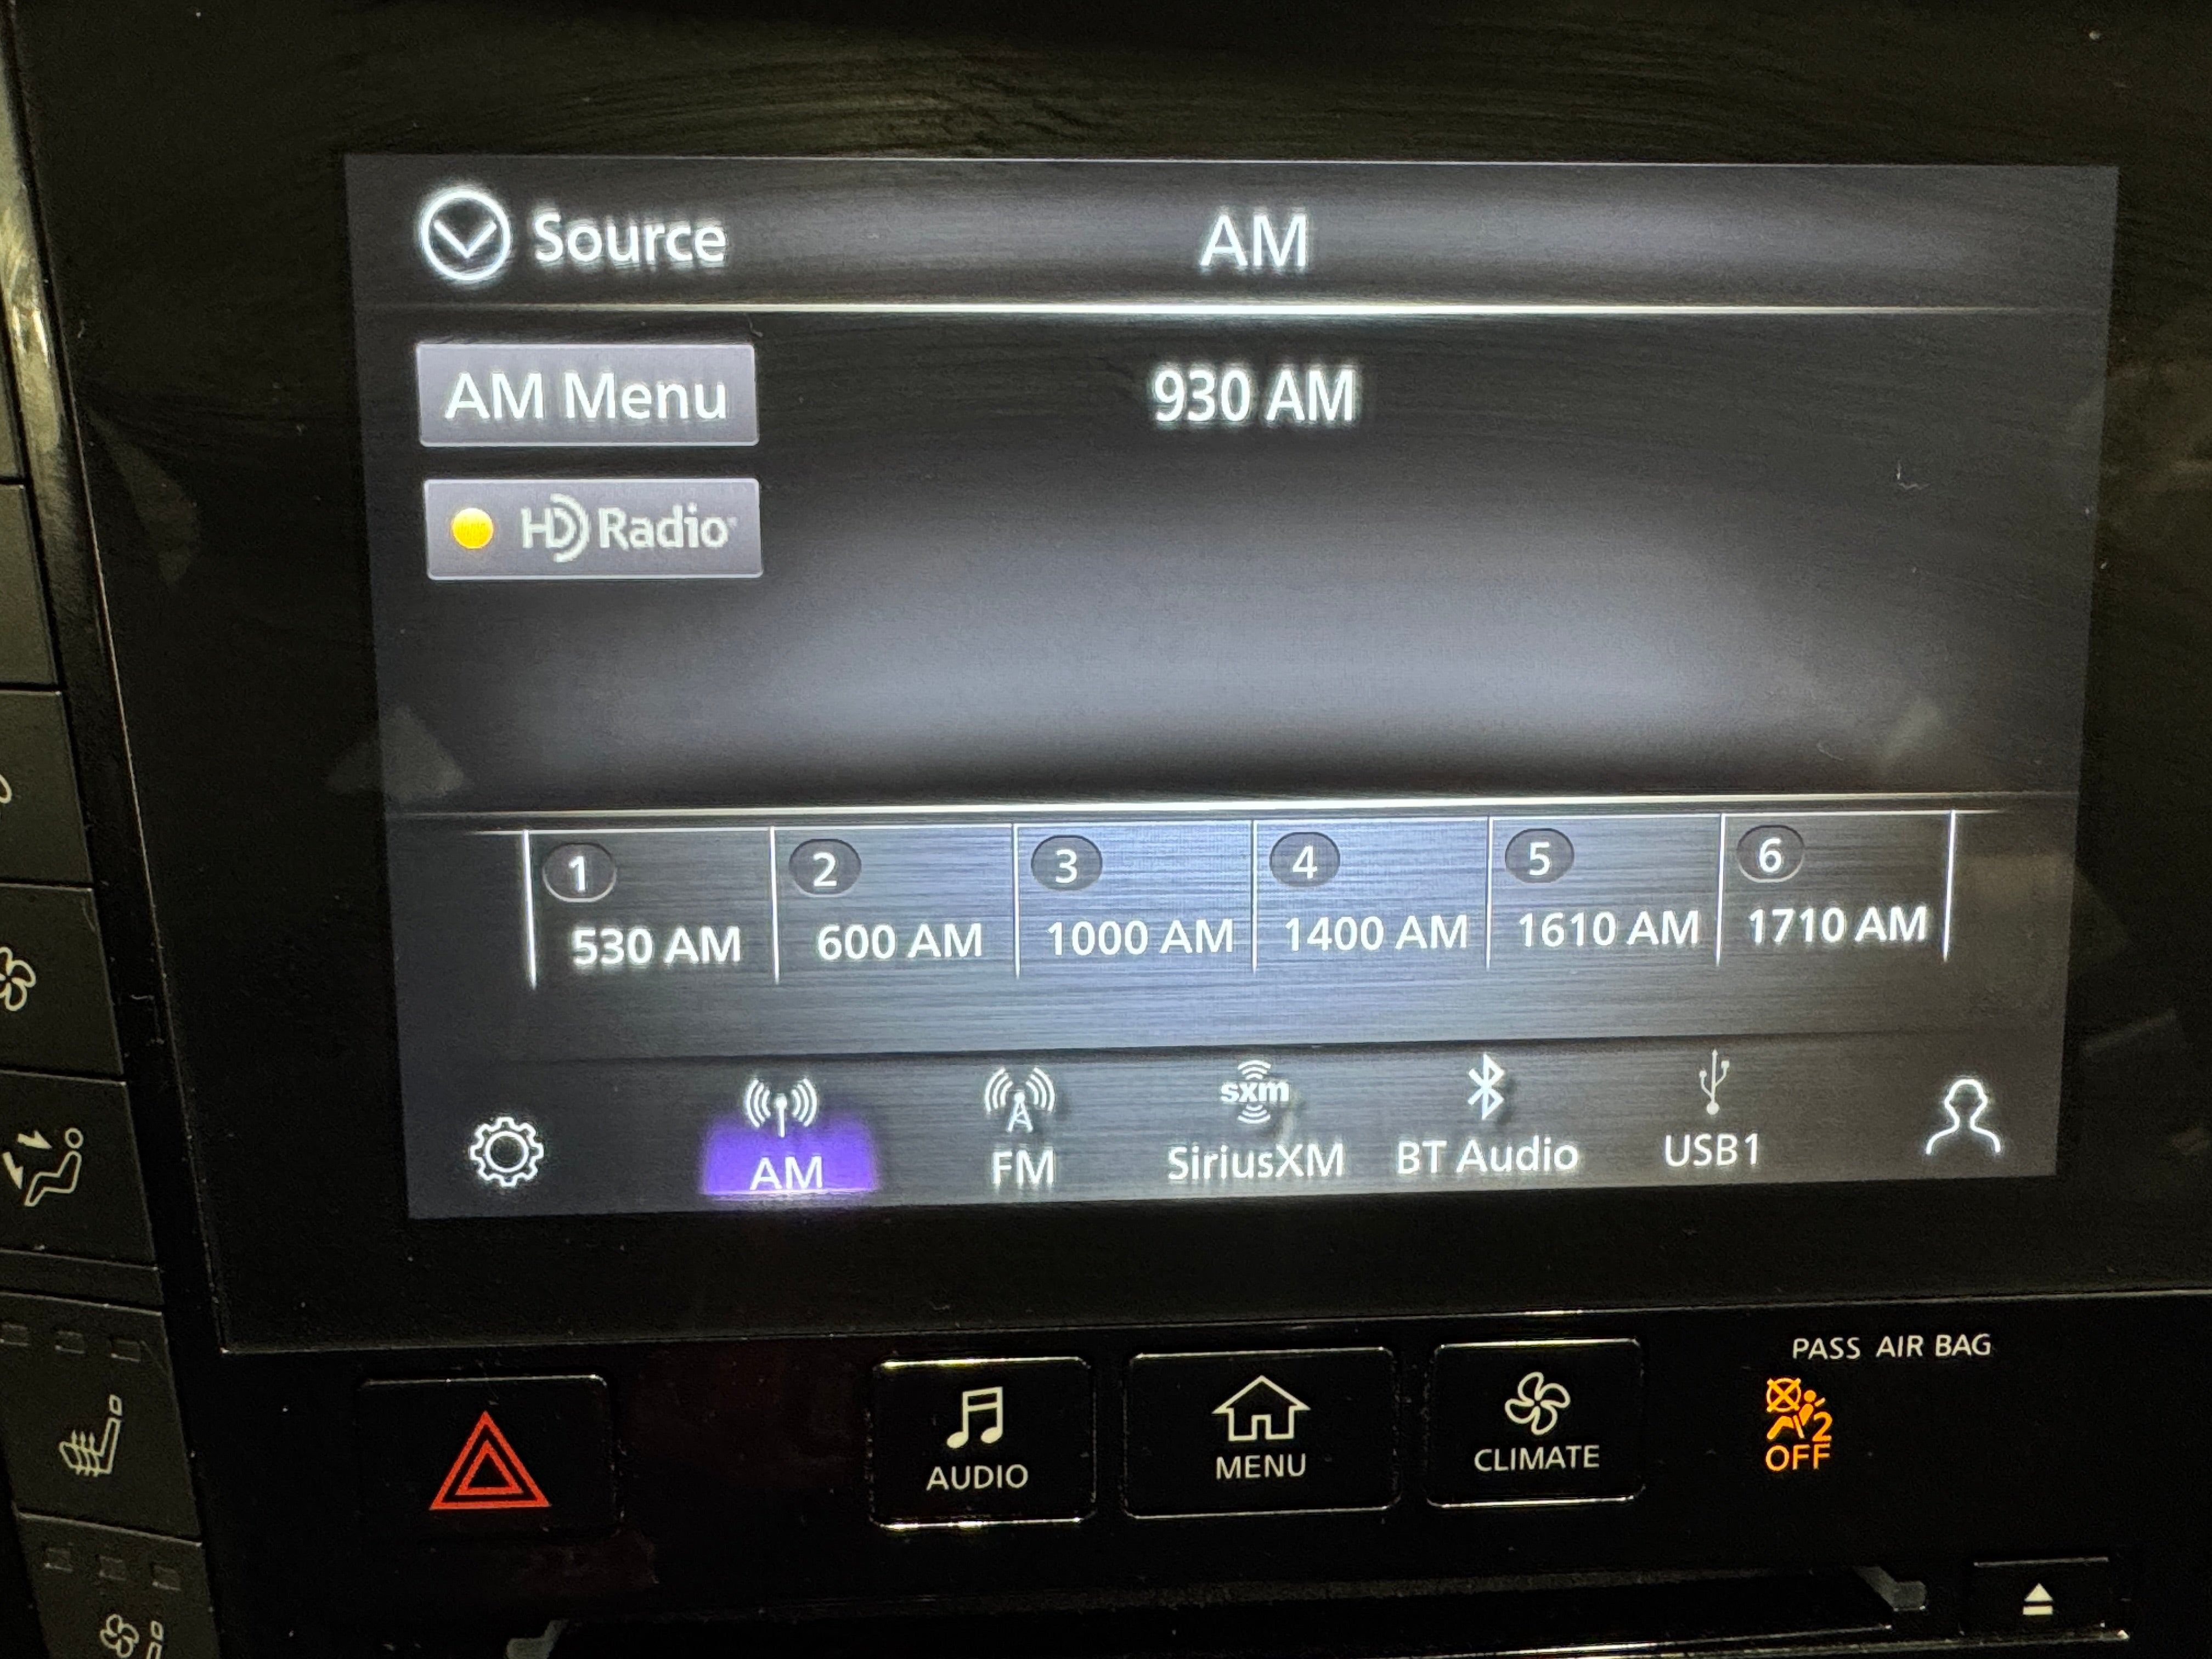 Source
AM
AM Menu
930 AM
HD Radio
1
2
3
4
5
6
530 AM
600 AM
1000 AM
1400 AM
1610 AM
1710 AM
sxm
AM
FM
SiriusXM
BT Audio
USB1
PASS AIR BAG
AUDIO
MENU
CLIMATE
2
OFF